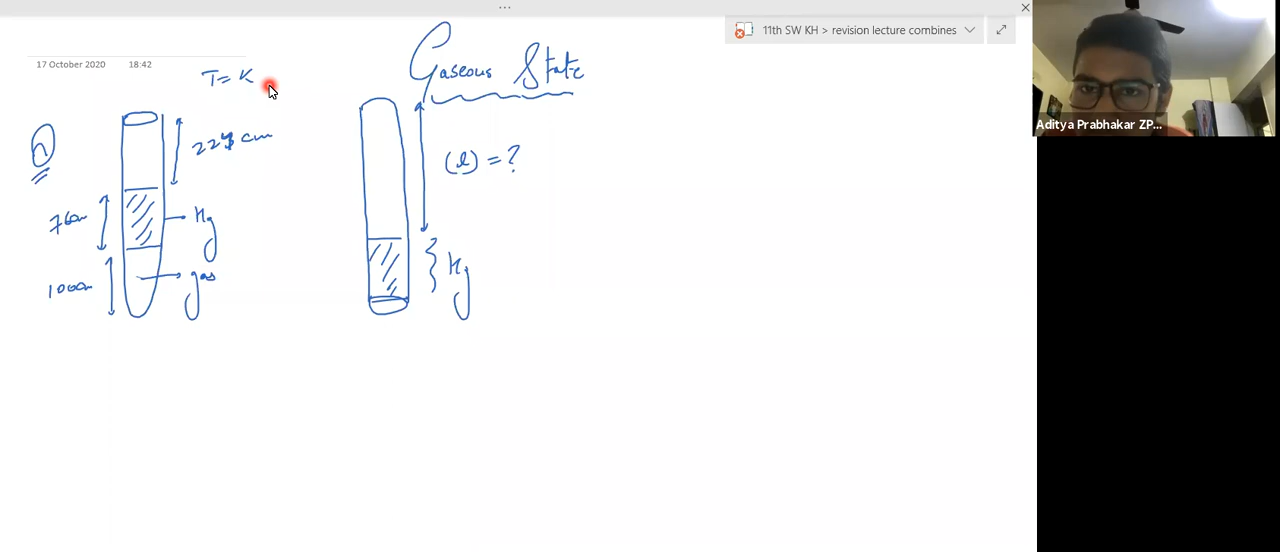 11th SW KH > revision lecture combines
17 October 2020 18:42
Gaseous State
T = K
Aditya Prabhakar ZP...
76cm
Hg
gas
(l) = ?
Hg